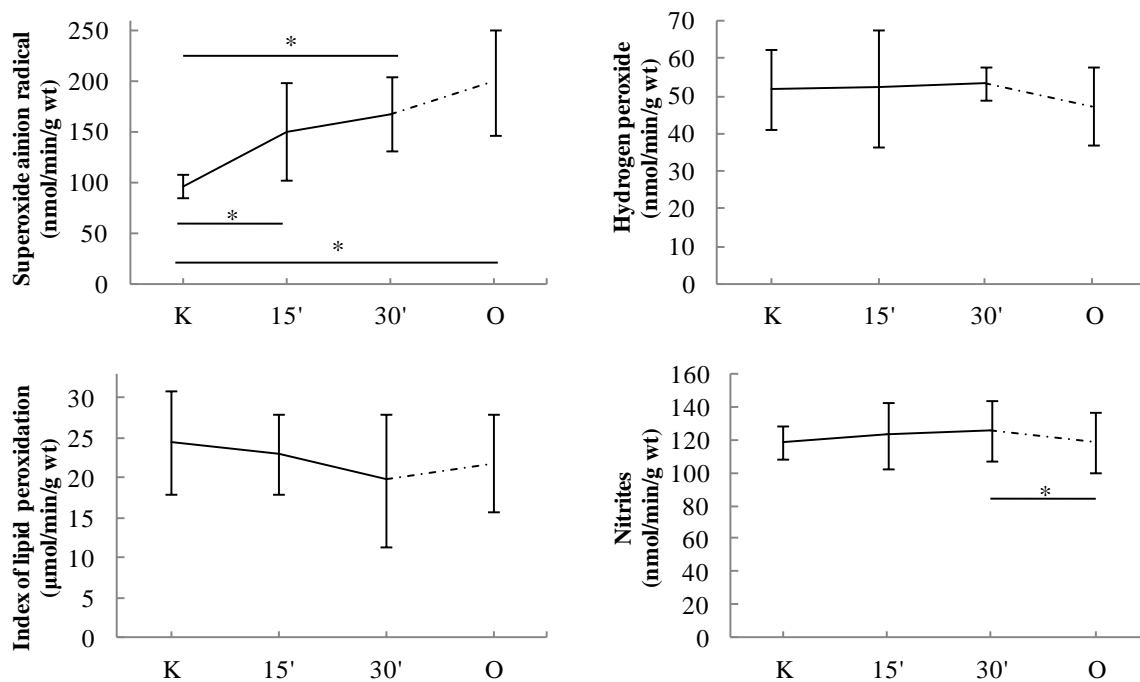 Superoxide ainion radical
(nmol/min/g wt)
250
200
150
100
50
0
*
*
*
K 15' 30' O
Hydrogen peroxide
(nmol/min/g wt)
70
60
50
40
30
20
10
0
K 15' 30' O
Index of lipid peroxidation
(µmol/min/g wt)
30
25
20
15
10
5
0
K 15' 30' O
Nitrites
(nmol/min/g wt)
160
140
120
100
80
60
40
20
0
*
K 15' 30' O